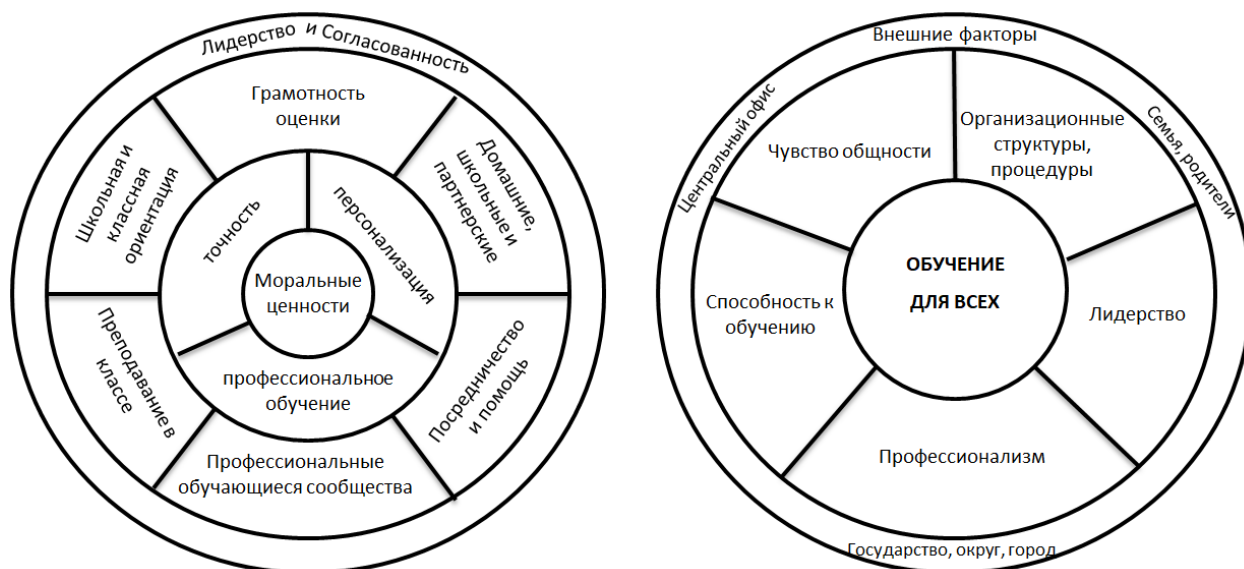 Лидерство и Согласованность
Грамотность
оценки
Школьная и
классная
ориентация
Домашние,
школьные и
партнерские
точность
персонализация
Моральные
ценности
профессиональное
обучение
Преподавание в
классе
Посредничество
и помощь
Профессиональные
обучающиеся сообщества
Внешние факторы
Центральный офис
Семья, родители
Чувство общности
Организационные
структуры,
процедуры
ОБУЧЕНИЕ
ДЛЯ ВСЕХ
Способность к
обучению
Лидерство
Профессионализм
Государство, округ, город